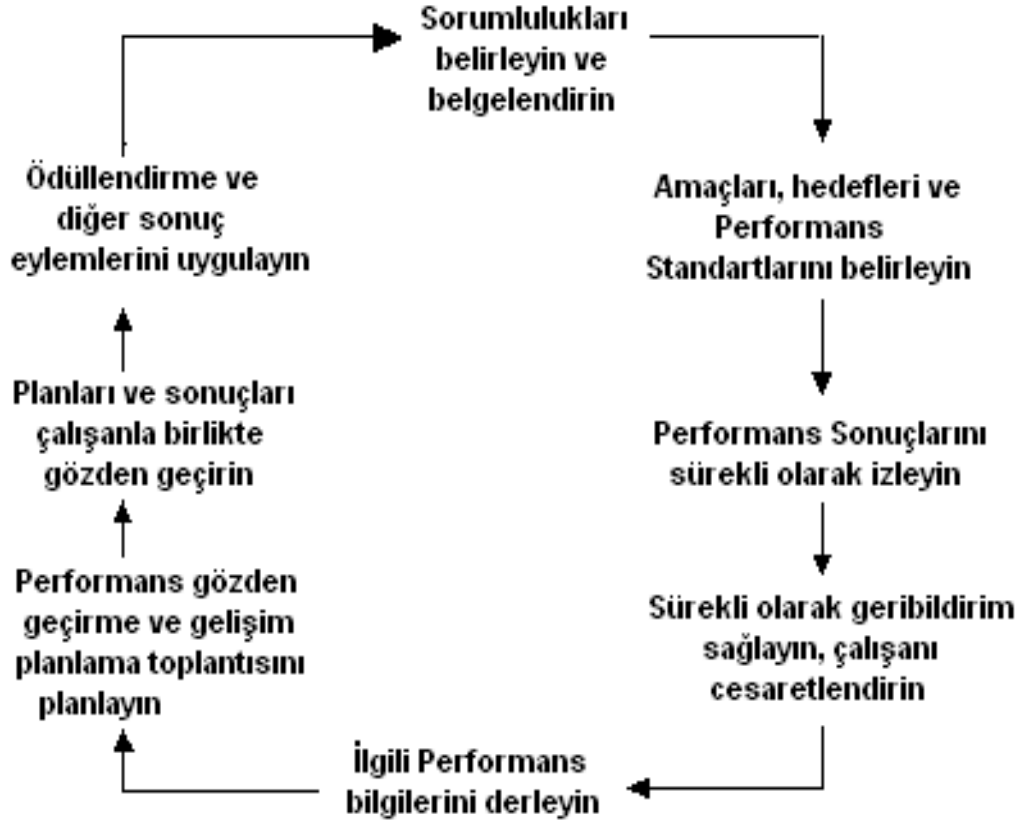 Sorumlulukları
belirleyin ve
belgelendirin
Amaçları, hedefleri ve
Performans
Standartlarını belirleyin
Performans Sonuçlarını
sürekli olarak izleyin
Sürekli olarak geribildirim
sağlayın, çalışanı
cesaretlendirin
İlgili Performans
bilgilerini derleyin
Performans gözden
geçirme ve gelişim
planlama toplantısını
planlayın
Planları ve sonuçları
çalışanla birlikte
gözden geçirin
Ödüllendirme ve
diğer sonuç
eylemlerini uygulayın